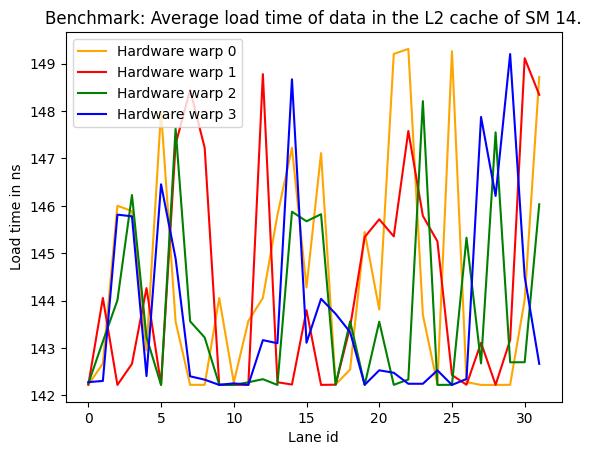 Benchmark: Average load time of data in the L2 cache of SM 14.
Hardware warp 0
Hardware warp 1
Hardware warp 2
Hardware warp 3
149
148
147
146
145
144
143
142
Load time in ns
0 5 10 15 20 25 30
Lane id